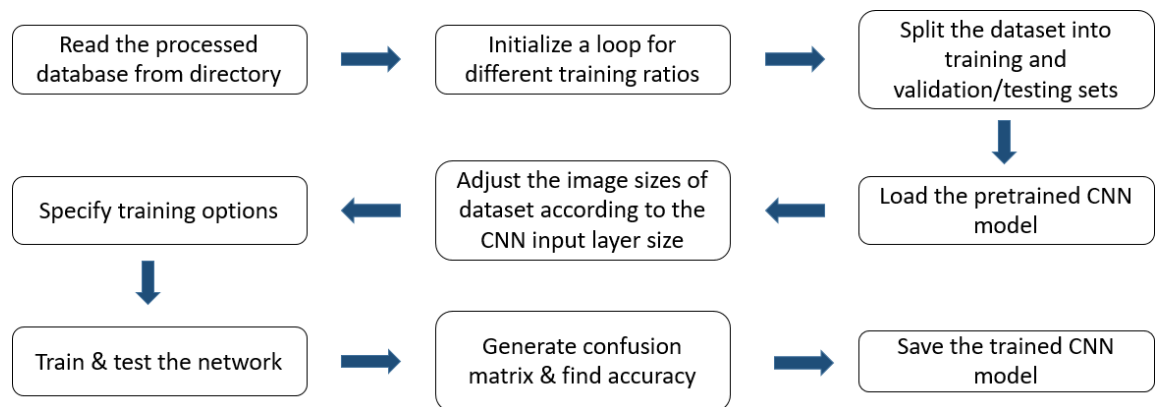 Read the processed
database from directory
Initialize a loop for
different training ratios
Split the dataset into
training and
validation/testing sets
Load the pretrained CNN
model
Adjust the image sizes of
dataset according to the
CNN input layer size
Specify training options
Train & test the network
Generate confusion
matrix & find accuracy
Save the trained CNN
model